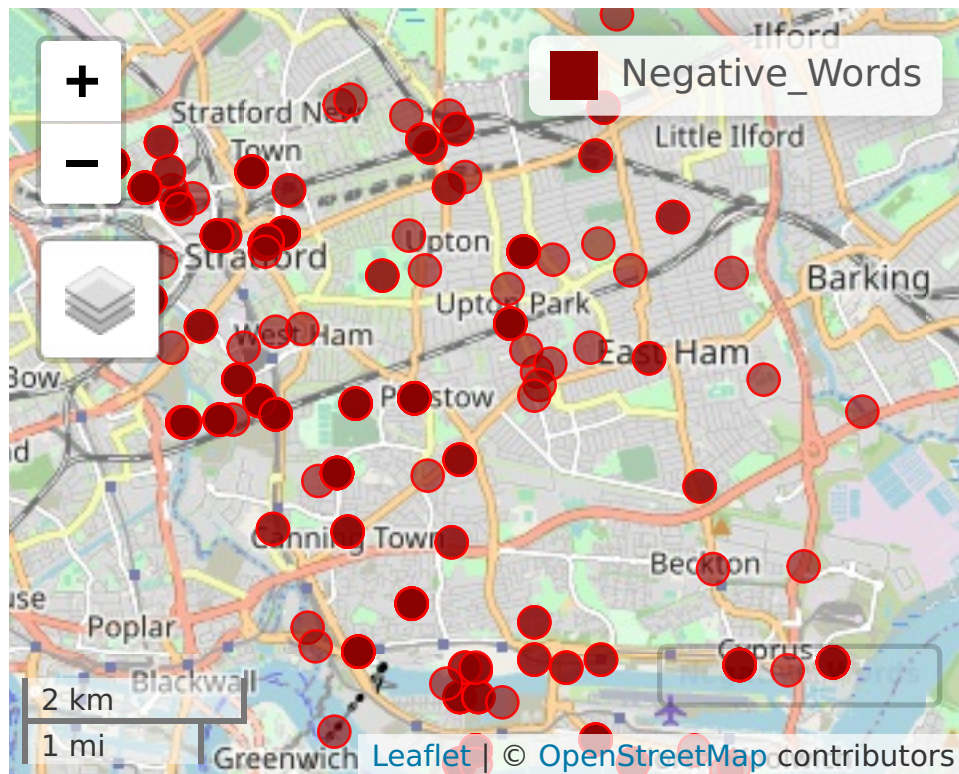 Ilford
+
Negative_Words
Stratford New
Town
Little Ilford
−
Upton
Stratford
Barking
Upton Park
West Ham
East Ham
Bow
Canning Town
Beckton
Poplar
Cyprus
Blackwall
2 km
1 mi
Greenwich
Leaflet | © OpenStreetMap contributors